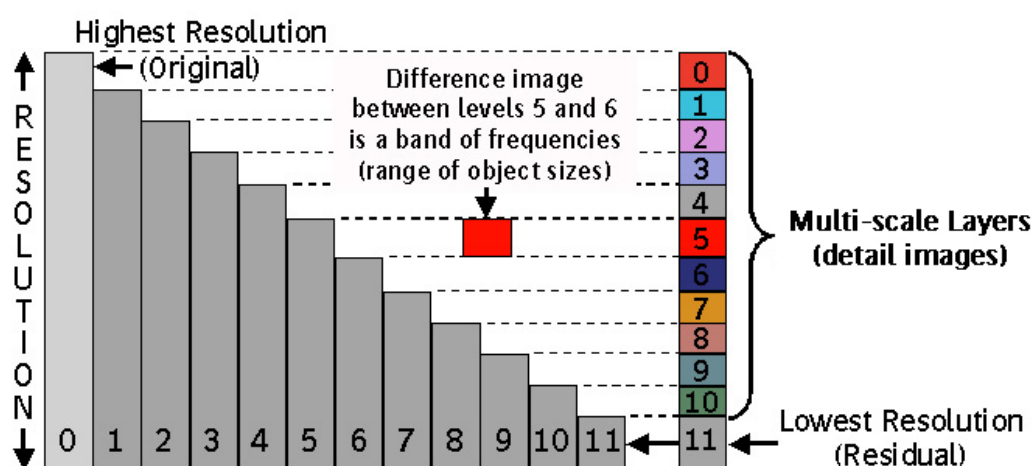 Highest Resolution
(Original)
RESOLUTION
Difference image
between levels 5 and 6
is a band of frequencies
(range of object sizes)
0
1
2
3
4
5
6
7
8
9
10
11
Multi-scale Layers
(detail images)
0 1 2 3 4 5 6 7 8 9 10 11
Lowest Resolution
(Residual)